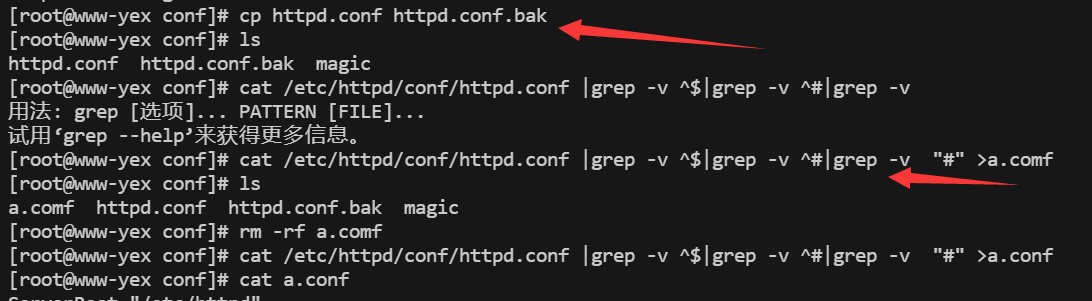 [root@www-yex conf]# cp httpd.conf httpd.conf.bak
[root@www-yex conf]# ls
httpd.conf  httpd.conf.bak  magic
[root@www-yex conf]# cat /etc/httpd/conf/httpd.conf |grep -v ^$|grep -v ^#|grep -v
用法: grep [选项]... PATTERN [FILE]...
试用‘grep --help’来获得更多信息。
[root@www-yex conf]# cat /etc/httpd/conf/httpd.conf |grep -v ^$|grep -v ^#|grep -v  "#" >a.comf
[root@www-yex conf]# ls
a.comf  httpd.conf  httpd.conf.bak  magic
[root@www-yex conf]# rm -rf a.comf
[root@www-yex conf]# cat /etc/httpd/conf/httpd.conf |grep -v ^$|grep -v ^#|grep -v  "#" >a.conf
[root@www-yex conf]# cat a.conf
ServerRoot "/etc/httpd"